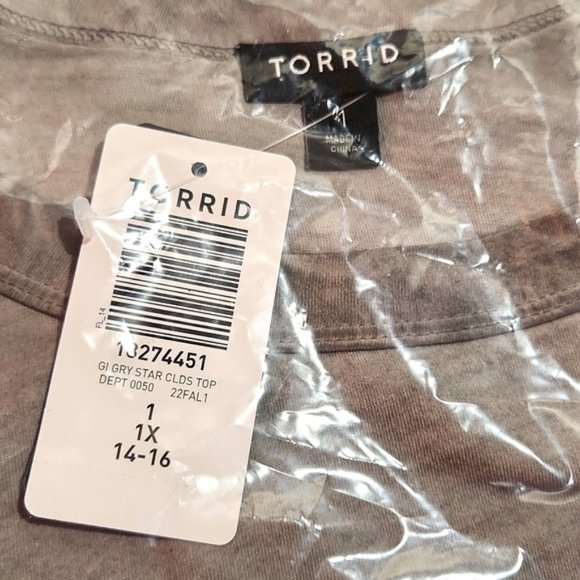 TORRID
1
MADE IN
CHINA
TORRID
FL_14
18274451
GI GRY STAR CLDS TOP
DEPT 0050 22FAL1
1
1X
14-16